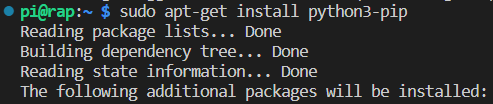 pi@rap:~ $ sudo apt-get install python3-pip
Reading package lists... Done
Building dependency tree... Done
Reading state information... Done
The following additional packages will be installed: